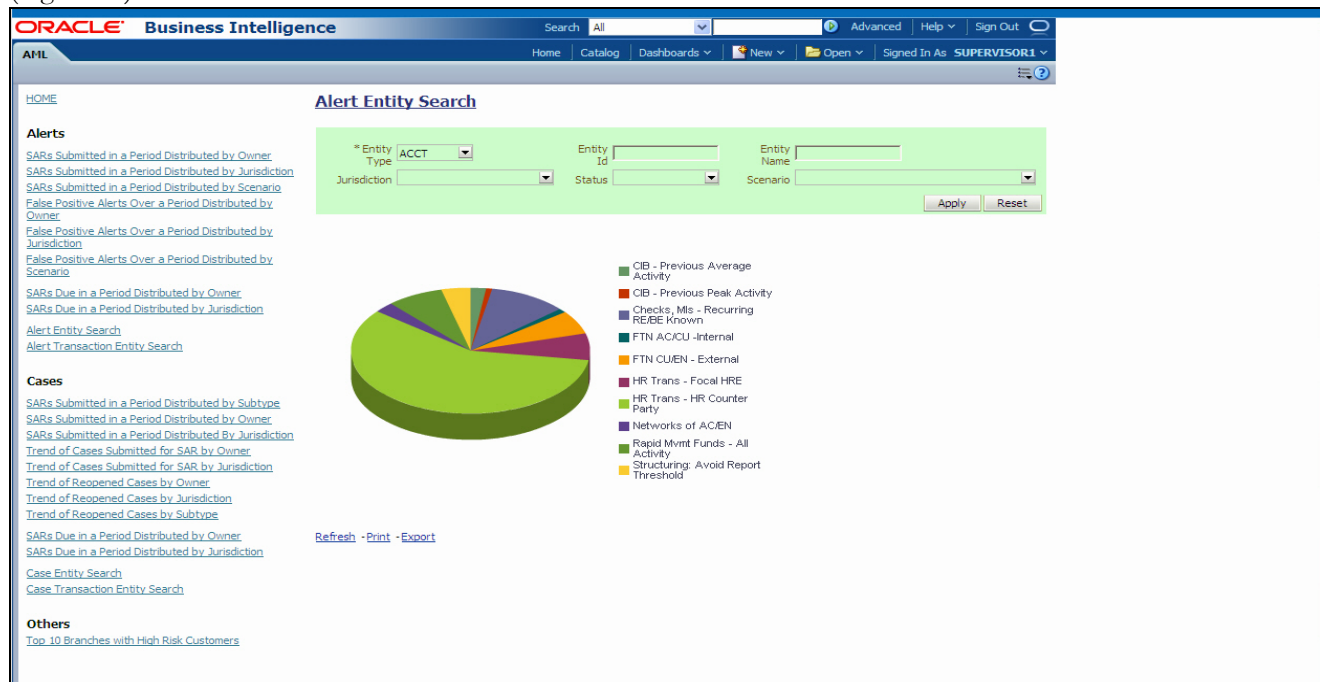 ORACLE Business Intelligence
Search All Advanced Help Sign Out
AML
Home Catalog Dashboards New Open Signed In As SUPERVISOR1
HOME
Alerts
SARs Submitted in a Period Distributed by Owner
SARs Submitted in a Period Distributed by Jurisdiction
SARs Submitted in a Period Distributed by Scenario
False Positive Alerts Over a Period Distributed by
Owner
False Positive Alerts Over a Period Distributed by
Jurisdiction
False Positive Alerts Over a Period Distributed by
Scenario
SARs Due in a Period Distributed by Owner
SARs Due in a Period Distributed by Jurisdiction
Alert Entity Search
Alert Transaction Entity Search
Cases
SARs Submitted in a Period Distributed by Subtype
SARs Submitted in a Period Distributed by Owner
SARs Submitted in a Period Distributed By Jurisdiction
Trend of Cases Submitted for SAR by Owner
Trend of Cases Submitted for SAR by Jurisdiction
Trend of Reopened Cases by Owner
Trend of Reopened Cases by Jurisdiction
Trend of Reopened Cases by Subtype
SARs Due in a Period Distributed by Owner
SARs Due in a Period Distributed by Jurisdiction
Case Entity Search
Case Transaction Entity Search
Others
Top 10 Branches with High Risk Customers
Alert Entity Search
* Entity Type ACCT
Entity Id
Entity Name
Jurisdiction
Status
Scenario
Apply Reset
CIB - Previous Average
Activity
CIB - Previous Peak Activity
Checks, MIs - Recurring
RE/BE Known
FTN AC/CU -Internal
FTN CU/EN - External
HR Trans - Focal HRE
HR Trans - HR Counter
Party
Networks of AC/EN
Rapid Mvmt Funds - All
Activity
Structuring: Avoid Report
Threshold
Refresh - Print - Export